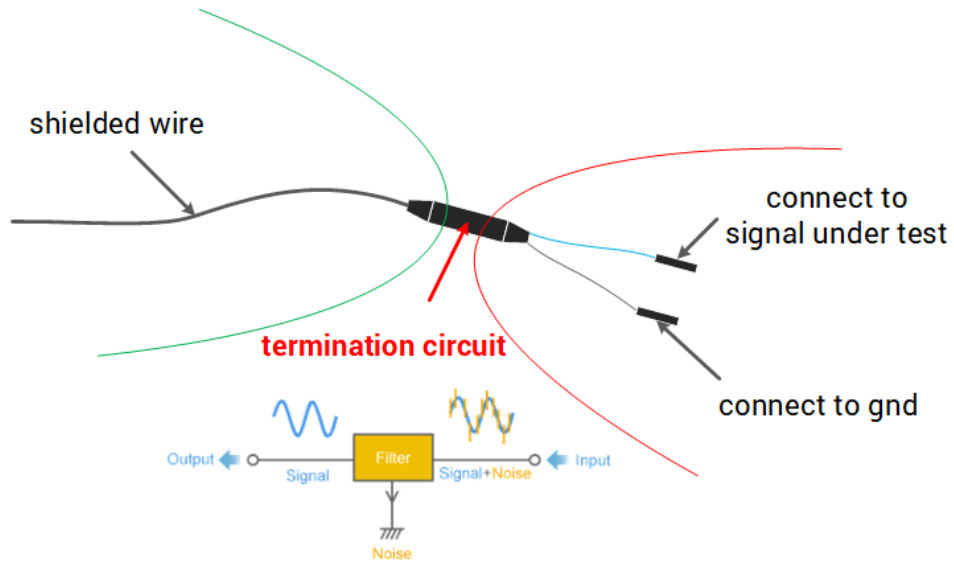 shielded wire
connect to
signal under test
termination circuit
connect to gnd
Output
Signal
Filter
Signal+Noise
Input
Noise